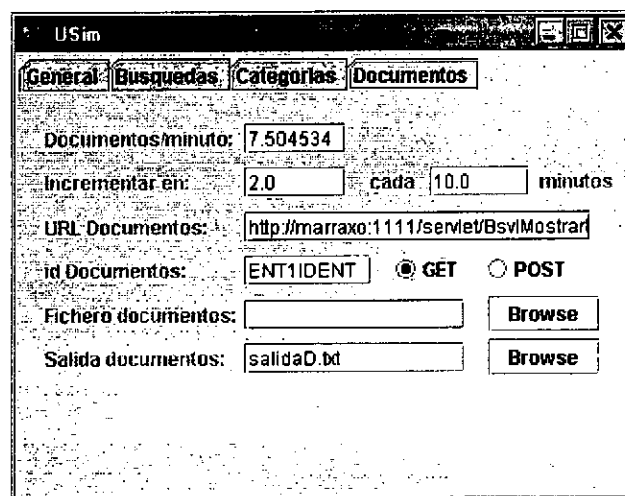 USim
General Busquedas Categorias Documentos
Documentos/minuto: 7.504534
Incrementar en: 2.0 cada 10.0 minutos
URL Documentos: http://marraxo:1111/servlet/BsvlMostrar
id Documentos: ENT1IDENT GET POST
Fichero documentos: Browse
Salida documentos: salidaD.txt Browse